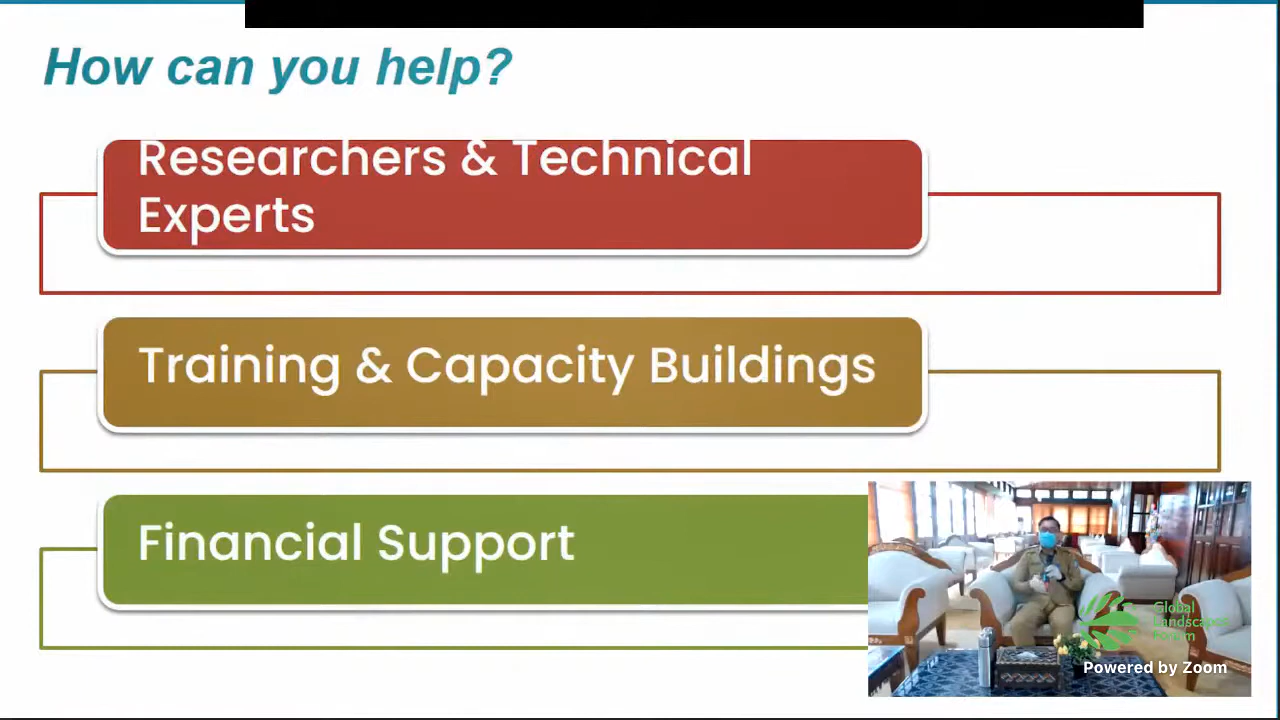 How can you help?
Researchers & Technical
Experts
Training & Capacity Buildings
Financial Support
Global
Landscapes
Forum
Powered by Zoom